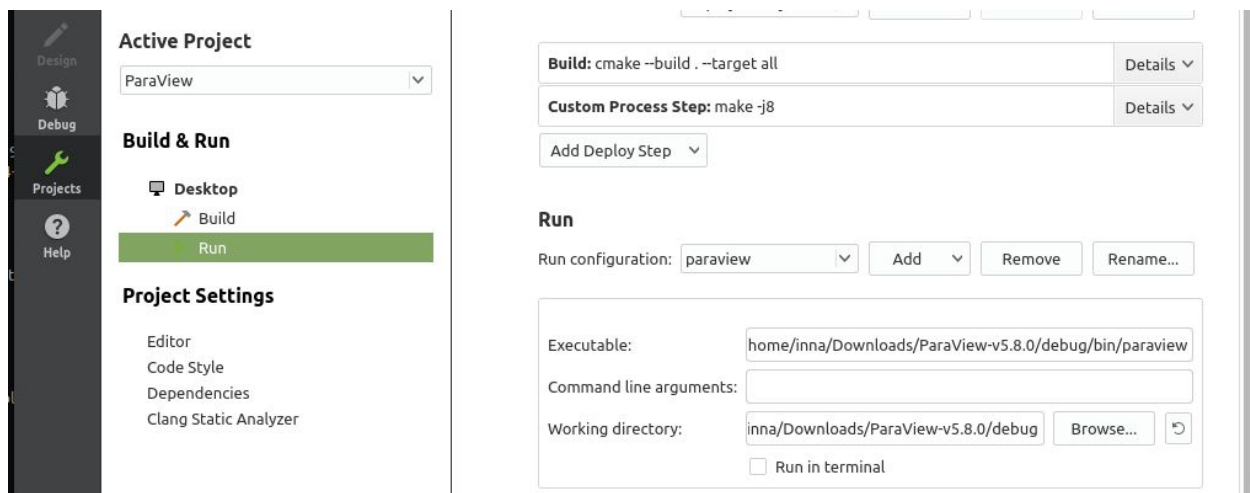 Design
Debug
Projects
Help
Active Project
ParaView
Build & Run
Desktop
Build
Run
Project Settings
Editor
Code Style
Dependencies
Clang Static Analyzer
Build: cmake --build . --target all
Details
Custom Process Step: make -j8
Details
Add Deploy Step
Run
Run configuration: paraview Add Remove Rename...
Executable: home/inna/Downloads/ParaView-v5.8.0/debug/bin/paraview
Command line arguments:
Working directory: inna/Downloads/ParaView-v5.8.0/debug Browse...
Run in terminal